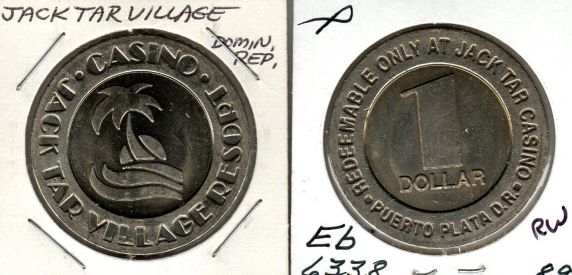 JACK TAR VILLAGE
DOMIN.
REP.
· CASINO ·
JACK TAR VILLAGE RESORT
REDEEMABLE ONLY AT JACK TAR CASINO
1
DOLLAR
· PUERTO PLATA D.R. ·
RW
Eb
6338